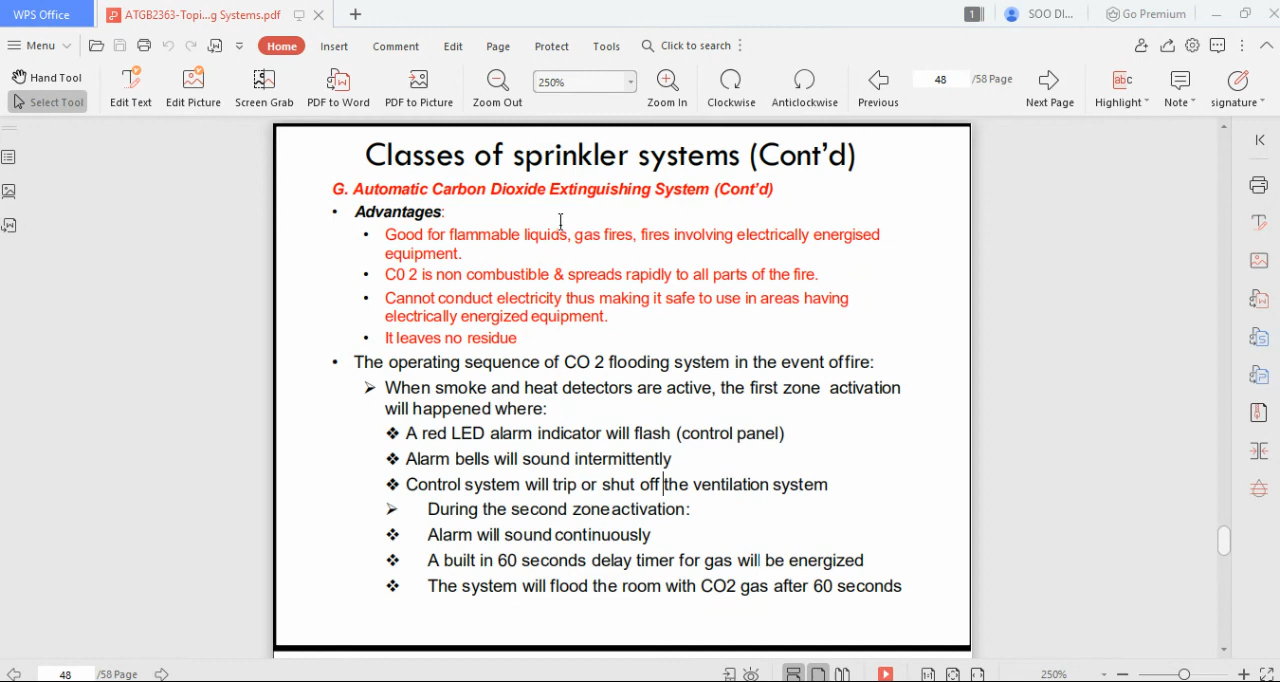 WPS Office
ATGB2363-Topi...g Systems.pdf
1
SOO DI...
Go Premium
Menu
Home
Insert
Comment
Edit
Page
Protect
Tools
Click to search
Hand Tool
Select Tool
Edit Text
Edit Picture
Screen Grab
PDF to Word
PDF to Picture
Zoom Out
250%
Zoom In
Clockwise
Anticlockwise
Previous
48 /58 Page
Next Page
Highlight
Note
signature
Classes of sprinkler systems (Cont'd)
G. Automatic Carbon Dioxide Extinguishing System (Cont'd)
• Advantages:
• Good for flammable liquids, gas fires, fires involving electrically energised
equipment.
• C0 2 is non combustible & spreads rapidly to all parts of the fire.
• Cannot conduct electricity thus making it safe to use in areas having
electrically energized equipment.
• It leaves no residue
• The operating sequence of CO 2 flooding system in the event of fire:
➢ When smoke and heat detectors are active, the first zone activation
will happened where:
❖ A red LED alarm indicator will flash (control panel)
❖ Alarm bells will sound intermittently
❖ Control system will trip or shut off the ventilation system
➢ During the second zone activation:
❖ Alarm will sound continuously
❖ A built in 60 seconds delay timer for gas will be energized
❖ The system will flood the room with CO2 gas after 60 seconds
48 /58 Page
250%